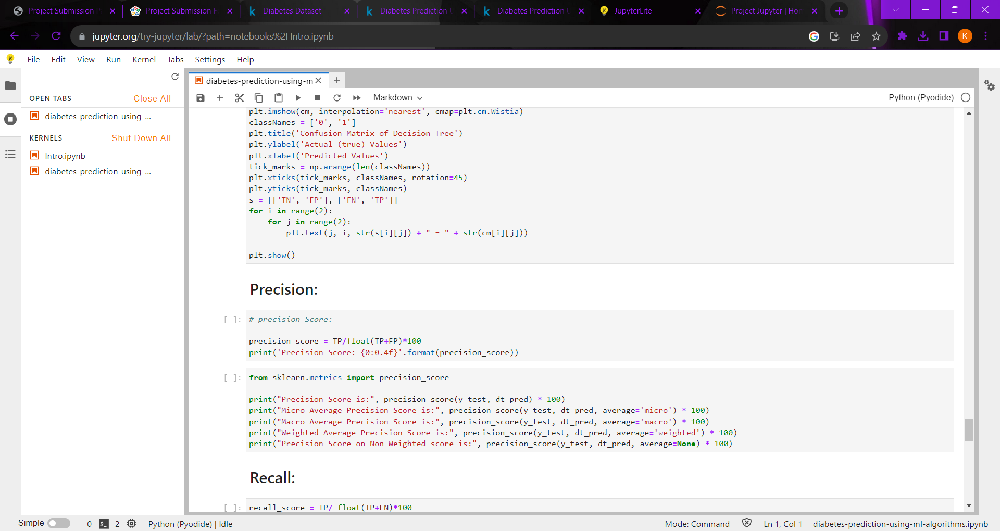 Project Submission P
Project Submission F
Diabetes Dataset
Diabetes Prediction U
Diabetes Prediction U
JupyterLite
Project Jupyter | Hom
jupyter.org/try-jupyter/lab/?path=notebooks%2FIntro.ipynb
K
File Edit View Run Kernel Tabs Settings Help
OPEN TABS Close All
diabetes-prediction-using-...
KERNELS Shut Down All
Intro.ipynb
diabetes-prediction-using-...
diabetes-prediction-using-m
Markdown
Python (Pyodide)
plt.imshow(cm, interpolation='nearest', cmap=plt.cm.Wistia)
classNames = ['0', '1']
plt.title('Confusion Matrix of Decision Tree')
plt.ylabel('Actual (true) Values')
plt.xlabel('Predicted Values')
tick_marks = np.arange(len(classNames))
plt.xticks(tick_marks, classNames, rotation=45)
plt.yticks(tick_marks, classNames)
s = [['TN', 'FP'], ['FN', 'TP']]
for i in range(2):
    for j in range(2):
        plt.text(j, i, str(s[i][j]) + " = " + str(cm[i][j]))
plt.show()
Precision:
[ ]: # precision Score:
precision_score = TP/float(TP+FP)*100
print('Precision Score: {0:0.4f}'.format(precision_score))
[ ]: from sklearn.metrics import precision_score
print("Precision Score is:", precision_score(y_test, dt_pred) * 100)
print("Micro Average Precision Score is:", precision_score(y_test, dt_pred, average='micro') * 100)
print("Macro Average Precision Score is:", precision_score(y_test, dt_pred, average='macro') * 100)
print("Weighted Average Precision Score is:", precision_score(y_test, dt_pred, average='weighted') * 100)
print("Precision Score on Non Weighted score is:", precision_score(y_test, dt_pred, average=None) * 100)
Recall:
[ ]: recall_score = TP/ float(TP+FN)*100
Simple 0 $_ 2 Python (Pyodide) | Idle
Mode: Command Ln 1, Col 1 diabetes-prediction-using-ml-algorithms.ipynb